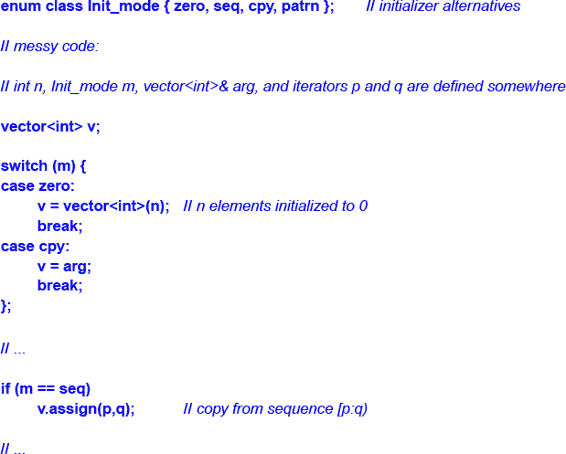 enum class Init_mode { zero, seq, cpy, patrn }; // initializer alternatives
// messy code:
// int n, Init_mode m, vector<int>& arg, and iterators p and q are defined somewhere
vector<int> v;
switch (m) {
case zero:
v = vector<int>(n); // n elements initialized to 0
break;
case cpy:
v = arg;
break;
};
// ...
if (m == seq)
v.assign(p,q); // copy from sequence [p:q)
// ...